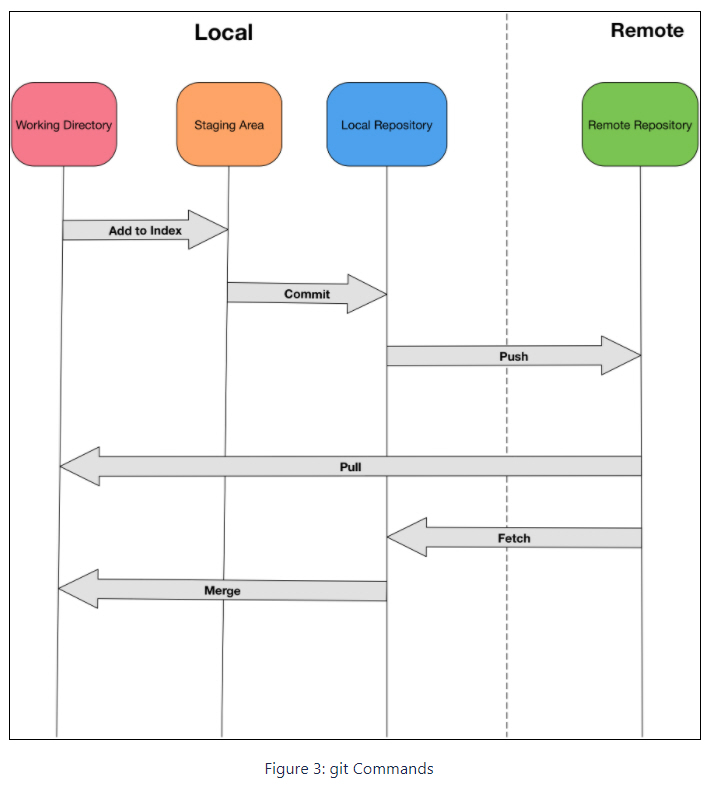 Local
Remote
Working Directory
Staging Area
Local Repository
Remote Repository
Add to Index
Commit
Push
Pull
Fetch
Merge
Figure 3: git Commands